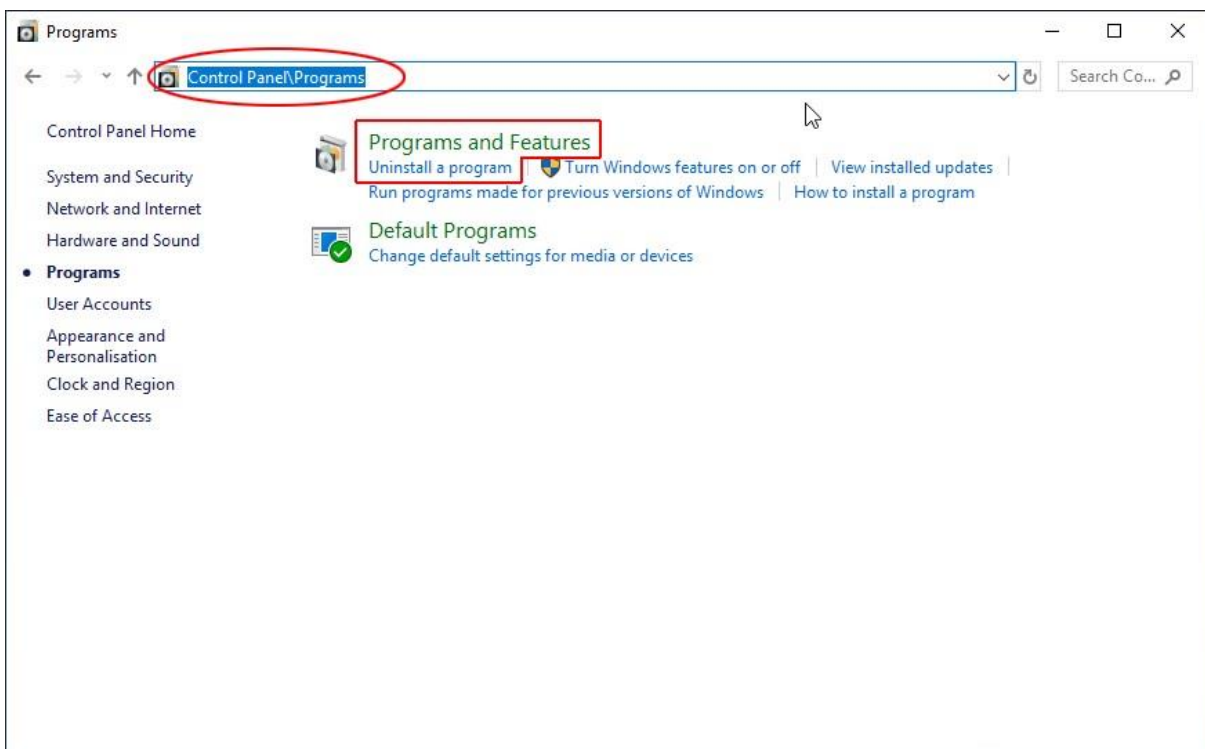 Programs
Control Panel\Programs
Search Co...
Control Panel Home
System and Security
Network and Internet
Hardware and Sound
Programs
User Accounts
Appearance and
Personalisation
Clock and Region
Ease of Access
Programs and Features
Uninstall a program Turn Windows features on or off View installed updates
Run programs made for previous versions of Windows How to install a program
Default Programs
Change default settings for media or devices